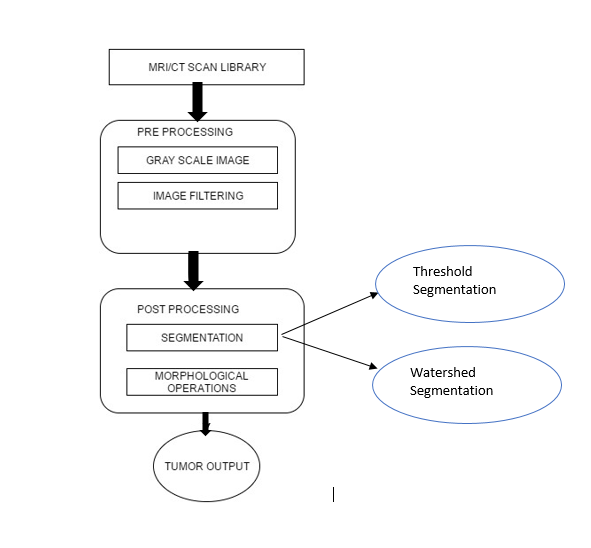 MRI/CT SCAN LIBRARY
PRE PROCESSING
GRAY SCALE IMAGE
IMAGE FILTERING
POST PROCESSING
SEGMENTATION
MORPHOLOGICAL
OPERATIONS
TUMOR OUTPUT
Threshold
Segmentation
Watershed
Segmentation